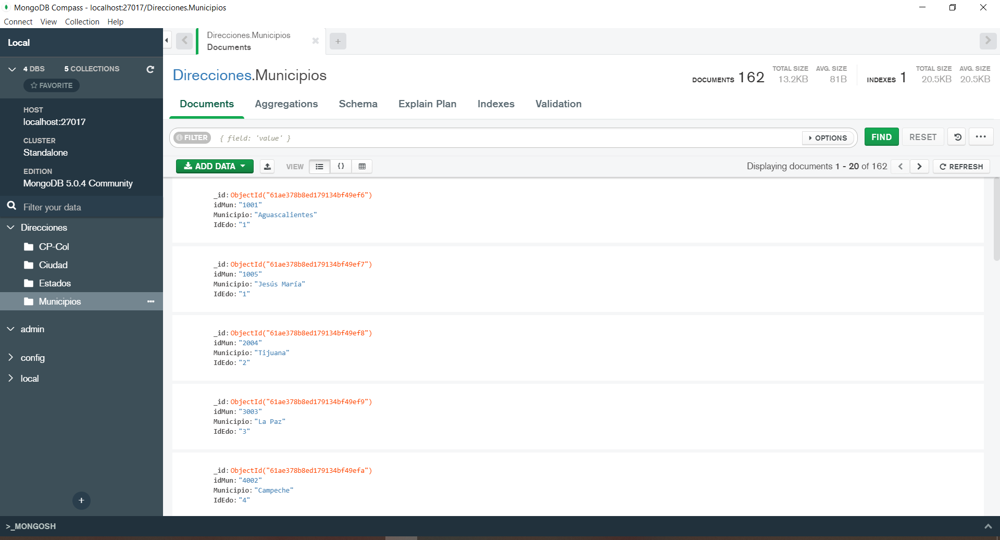 MongoDB Compass - localhost:27017/Direcciones.Municipios
Connect View Collection Help
Local
4 DBS 5 COLLECTIONS
FAVORITE
HOST
localhost:27017
CLUSTER
Standalone
EDITION
MongoDB 5.0.4 Community
Filter your data
Direcciones
CP-Col
Ciudad
Estados
Municipios
admin
config
local
Direcciones.Municipios
Documents
Direcciones.Municipios
DOCUMENTS 162 TOTAL SIZE 13.2KB AVG. SIZE 81B INDEXES 1 TOTAL SIZE 20.5KB AVG. SIZE 20.5KB
Documents Aggregations Schema Explain Plan Indexes Validation
FILTER { field: 'value' } OPTIONS FIND RESET
ADD DATA VIEW {} Displaying documents 1 - 20 of 162 REFRESH
_id: ObjectId("61ae378b8ed179134bf49ef6")
idMun: "1001"
Municipio: "Aguascalientes"
IdEdo: "1"
_id: ObjectId("61ae378b8ed179134bf49ef7")
idMun: "1005"
Municipio: "Jesús María"
IdEdo: "1"
_id: ObjectId("61ae378b8ed179134bf49ef8")
idMun: "2004"
Municipio: "Tijuana"
IdEdo: "2"
_id: ObjectId("61ae378b8ed179134bf49ef9")
idMun: "3003"
Municipio: "La Paz"
IdEdo: "3"
_id: ObjectId("61ae378b8ed179134bf49efa")
idMun: "4002"
Municipio: "Campeche"
IdEdo: "4"
>_MONGOSH